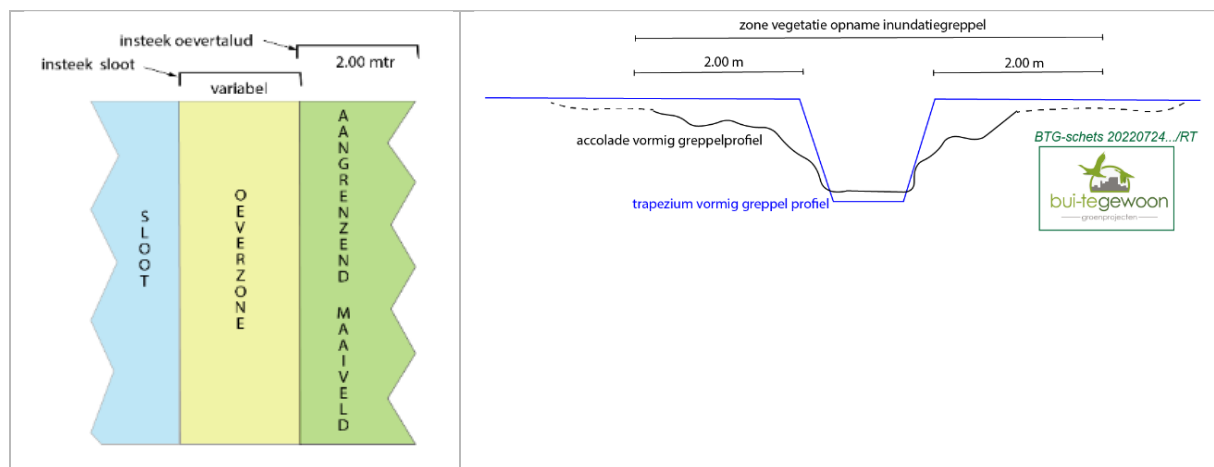 insteek oevertalud
2.00 mtr
insteek sloot
variabel
SLOOT
OEVERZONE
AANGRENZEND MAAIVELD
zone vegetatie opname inundatiegreppel
2.00 m
2.00 m
accolade vormig greppelprofiel
trapezium vormig greppel profiel
BTG-schets 20220724.../RT
bui-tegewoon
groenprojecten